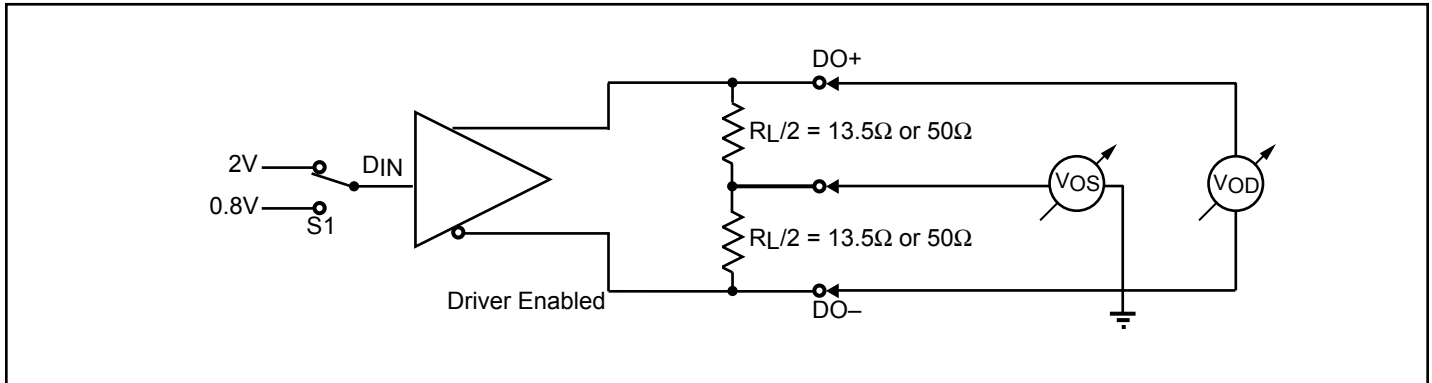 DO+
RL/2 = 13.5Ω or 50Ω
2V
DIN
VOS
VOD
0.8V
S1
RL/2 = 13.5Ω or 50Ω
Driver Enabled
DO–